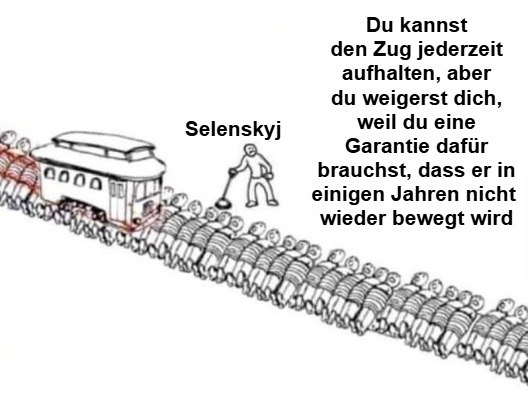 Du kannst
den Zug jederzeit
aufhalten, aber
du weigerst dich,
weil du eine
Garantie dafür
brauchst, dass er in
einigen Jahren nicht
wieder bewegt wird
Selenskyj